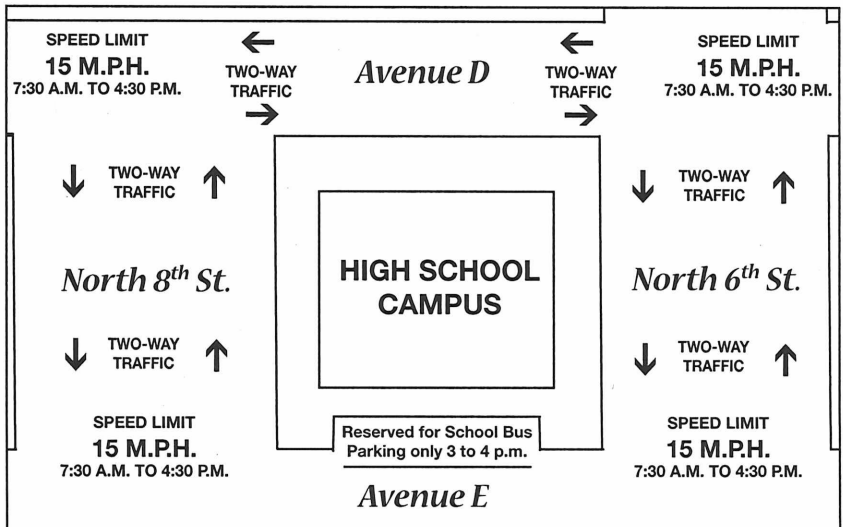 SPEED LIMIT
15 M.P.H.
7:30 A.M. TO 4:30 P.M.
TWO-WAY
TRAFFIC
Avenue D
TWO-WAY
TRAFFIC
SPEED LIMIT
15 M.P.H.
7:30 A.M. TO 4:30 P.M.
TWO-WAY
TRAFFIC
North 8th St.
TWO-WAY
TRAFFIC
HIGH SCHOOL
CAMPUS
TWO-WAY
TRAFFIC
North 6th St.
TWO-WAY
TRAFFIC
SPEED LIMIT
15 M.P.H.
7:30 A.M. TO 4:30 P.M.
Reserved for School Bus
Parking only 3 to 4 p.m.
Avenue E
SPEED LIMIT
15 M.P.H.
7:30 A.M. TO 4:30 P.M.